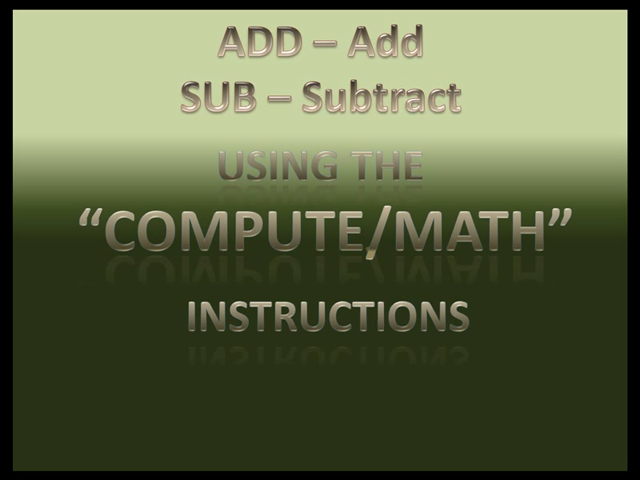 ADD – Add
SUB – Subtract
USING THE
“COMPUTE/MATH”
INSTRUCTIONS